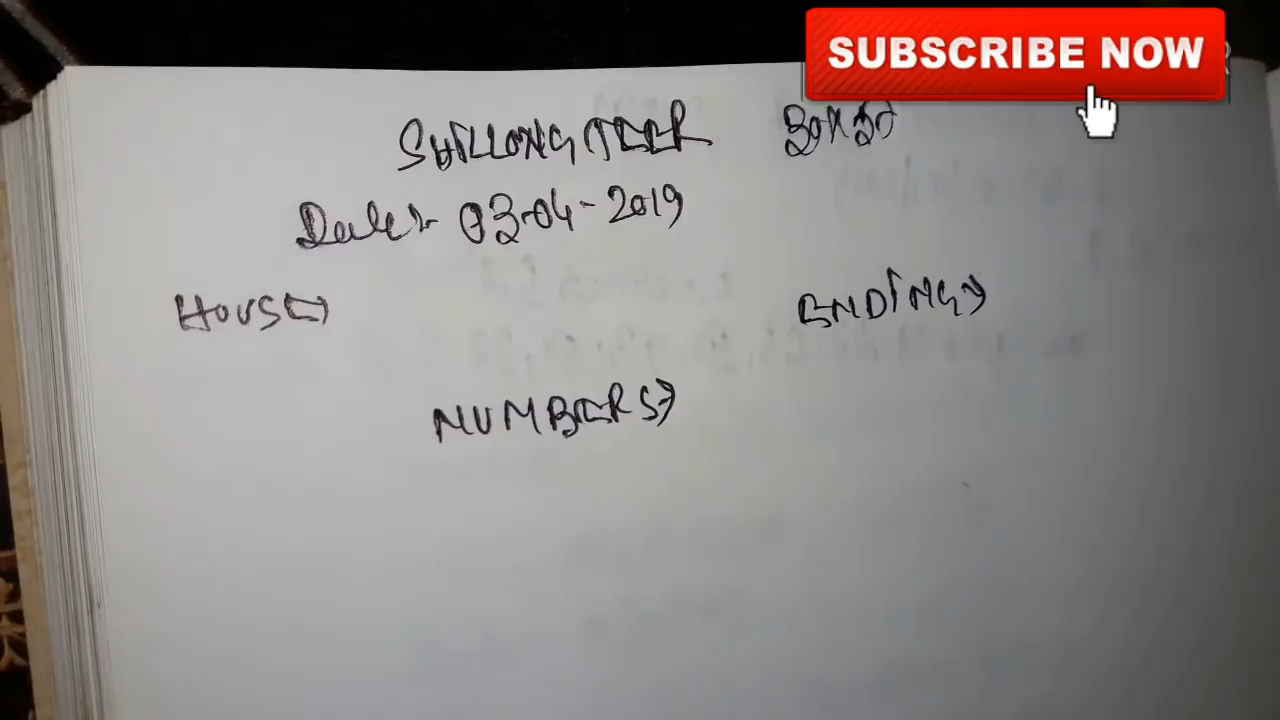 SUBSCRIBE NOW
SHILLONG TEER
Date:- 03-04-2019
HOUSE→ ENDING→
NUMBERS→